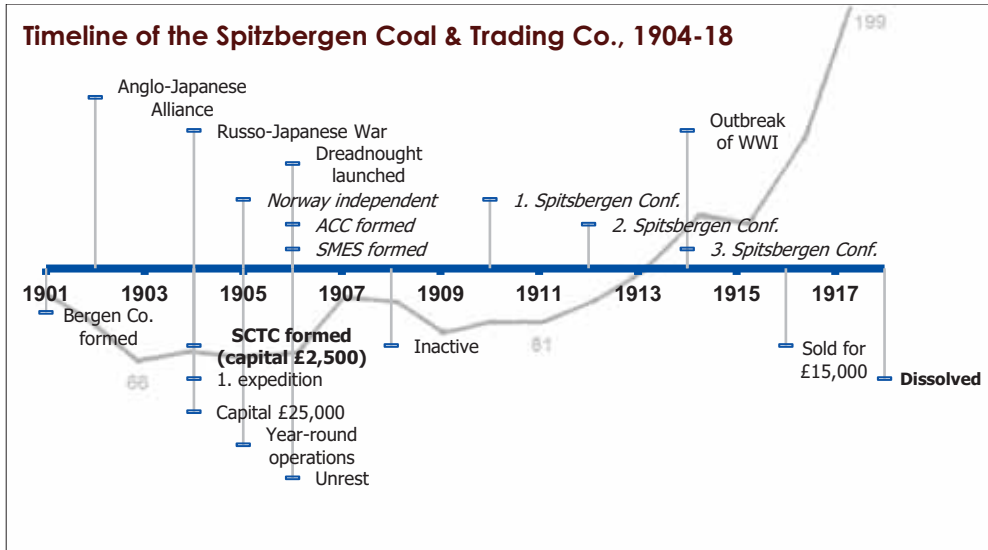 Timeline of the Spitzbergen Coal & Trading Co., 1904-18
199
Anglo-Japanese
Alliance
Russo-Japanese War
Outbreak
of WWI
Dreadnought
launched
Norway independent
1. Spitsbergen Conf.
ACC formed
2. Spitsbergen Conf.
SMES formed
3. Spitsbergen Conf.
1901 1903 1905 1907 1909 1911 1913 1915 1917
Bergen Co.
formed
SCTC formed
(capital £2,500)
Inactive
81
Sold for
£15,000
66
1. expedition
Dissolved
Capital £25,000
Year-round
operations
Unrest